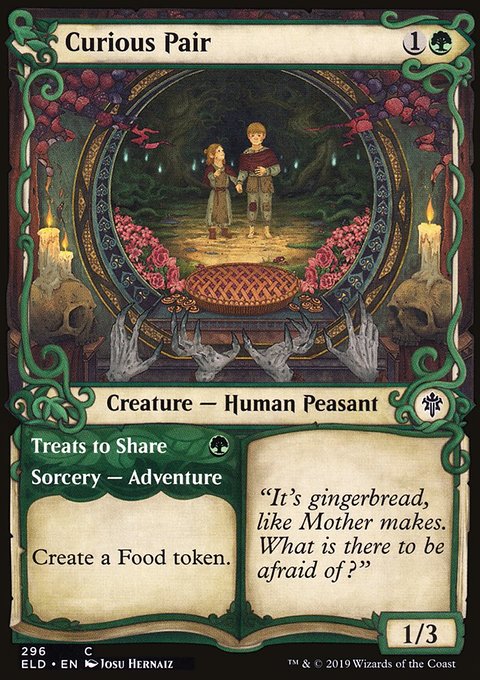 Curious Pair 1
Creature — Human Peasant
Treats to Share
Sorcery — Adventure
Create a Food token.
“It’s gingerbread,
like Mother makes.
What is there to be
afraid of?”
1/3
296 C
ELD • EN Josu Hernaiz
™ & © 2019 Wizards of the Coast